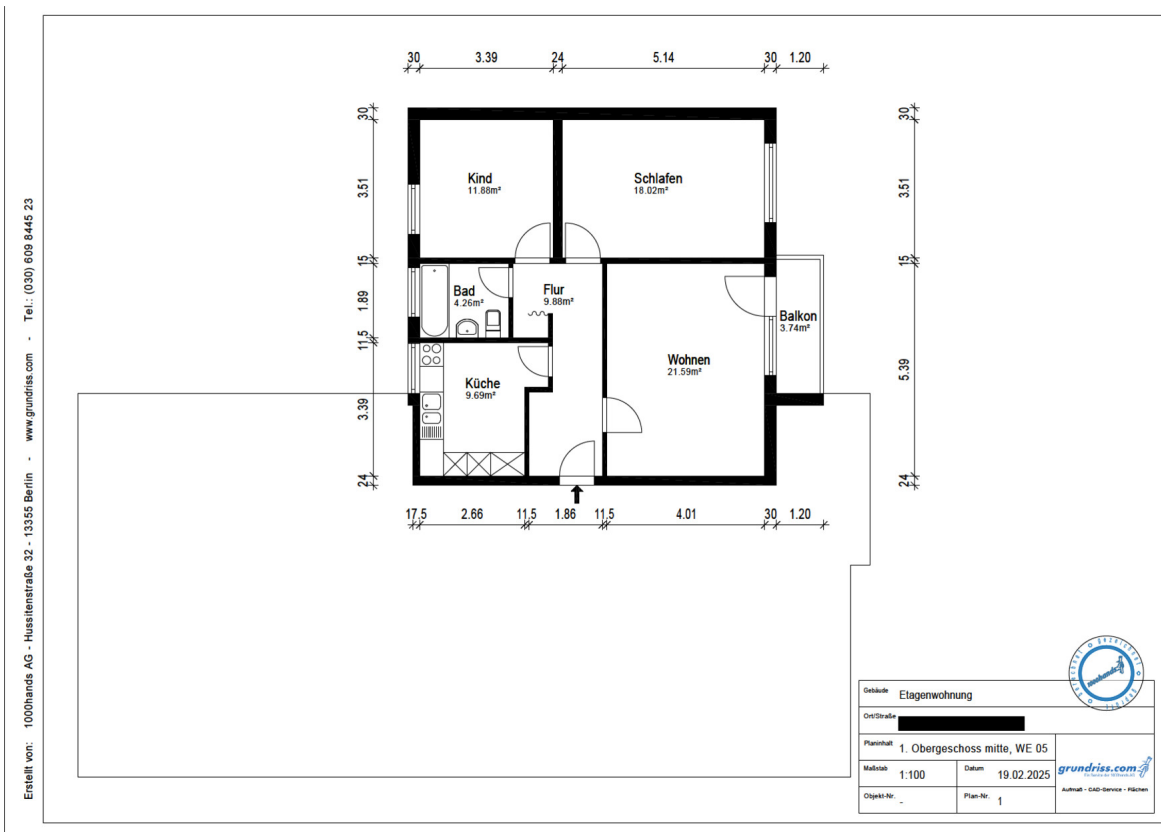 30 3.39 24 5.14 30 1.20
30
3.51
15
1.89
11,5
3.39
24
30
3.51
15
5.39
24
Kind
11.88m²
Schlafen
18.02m²
Bad
4.26m²
Flur
9.88m²
Balkon
3.74m²
Wohnen
21.59m²
Küche
9.69m²
17,5 2.66 11,5 1.86 11,5 4.01 30 1.20
Erstellt von: 1000hands AG - Hussitenstraße 32 - 13355 Berlin - www.grundriss.com - Tel.: (030) 609 8445 23
Gebäude Etagenwohnung
Ort/Straße
Planinhalt 1. Obergeschoss mitte, WE 05
Maßstab 1:100 Datum 19.02.2025
Objekt-Nr. - Plan-Nr. 1
grundriss.com
Aufmaß - CAD-Service - Flächen
1000hands